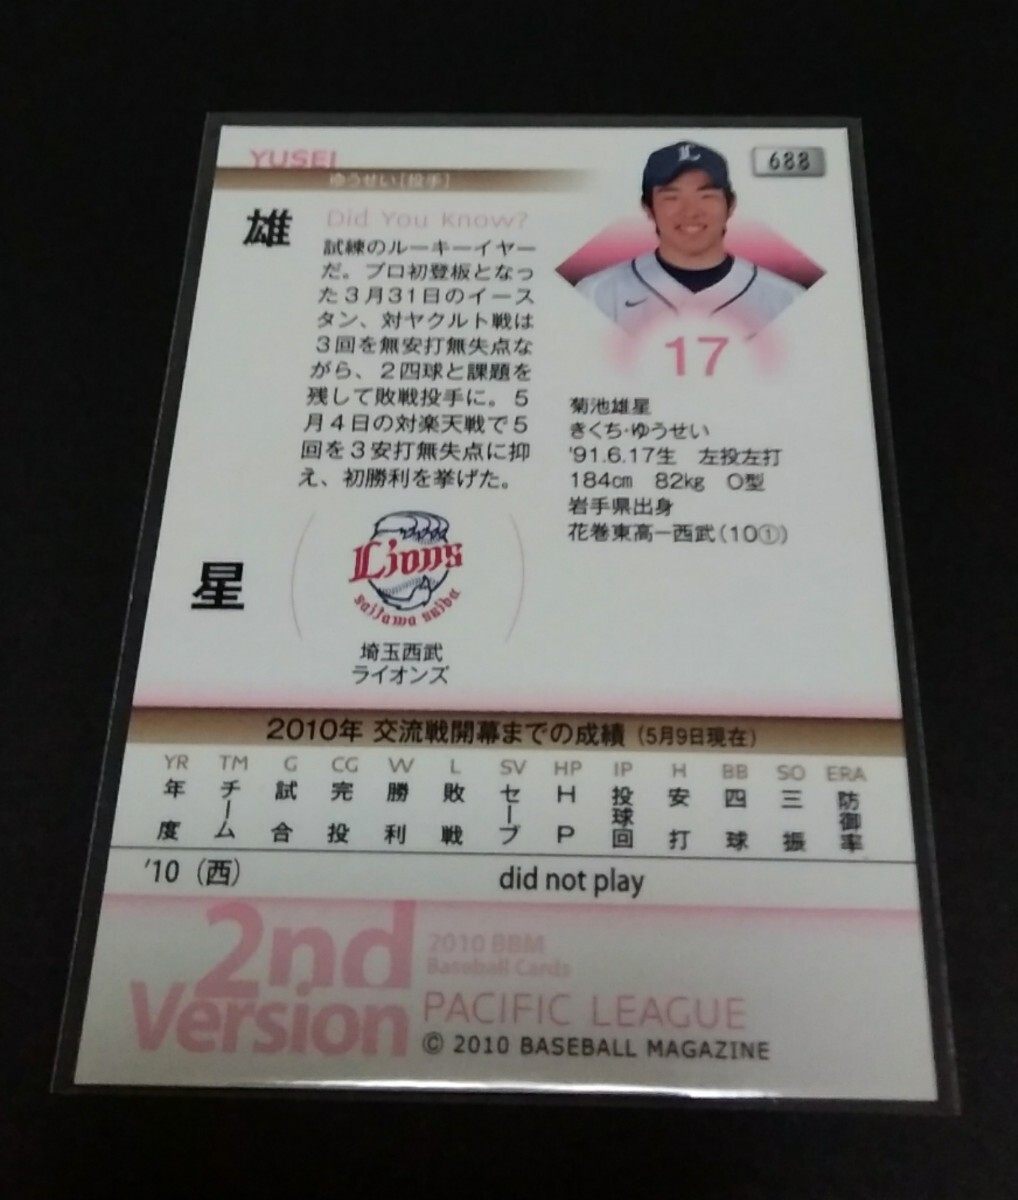 YUSEI
ゆうせい[投手]
688
雄星
Did You Know?
試練のルーキーイヤー
だ。プロ初登板となっ
た3月31日のイース
タン、対ヤクルト戦は
3回を無安打無失点な
がら、2四球と課題を
残して敗戦投手に。5
月4日の対楽天戦で5
回を3安打無失点に抑
え、初勝利を挙げた。
L
17
菊池雄星
きくち・ゆうせい
'91.6.17生 左投左打
184cm 82kg O型
岩手県出身
花巻東高ー西武(10①)
Lions
saitama seibu
埼玉西武
ライオンズ
2010年 交流戦開幕までの成績(5月9日現在)
YR TM G CG W L SV HP IP H BB SO ERA
年度 チーム 試合 完投 勝利 敗戦 セーブ HP 投球回 安打 四球 三振 防御率
'10(西) did not play
2nd
Version
2010 BBM
Baseball Cards
PACIFIC LEAGUE
© 2010 BASEBALL MAGAZINE